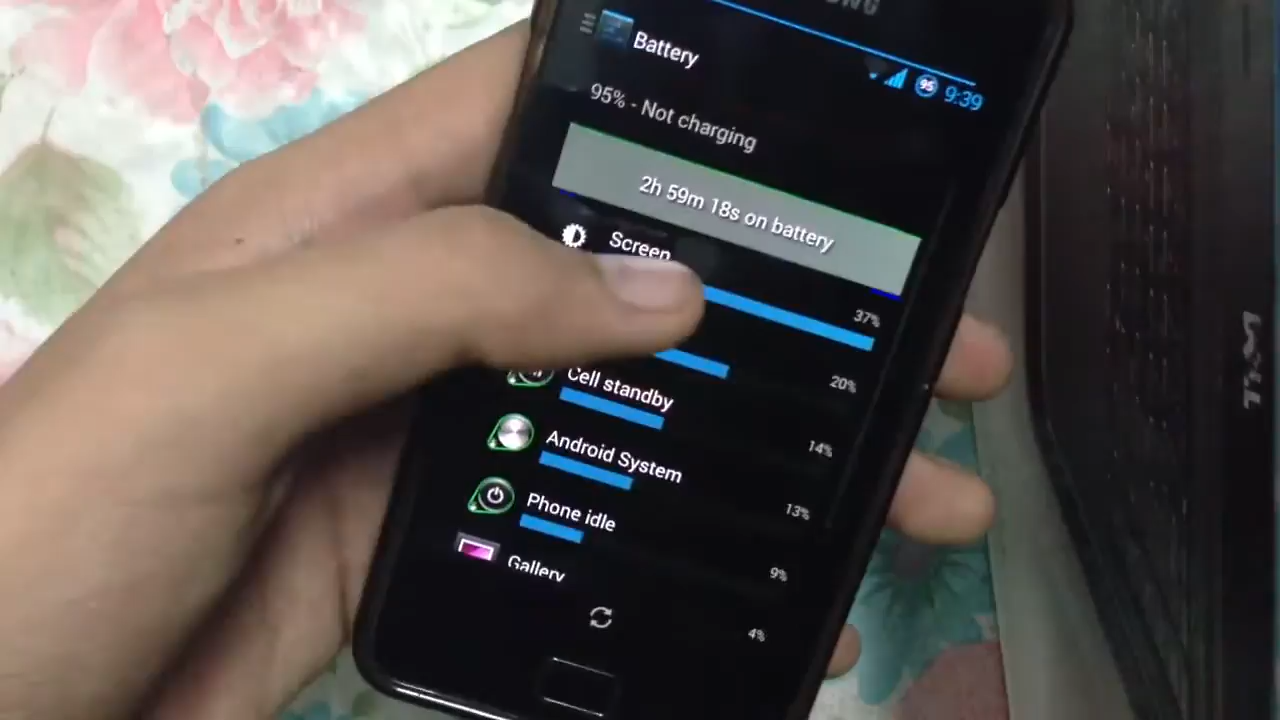 Battery
95
9:39
95% - Not charging
2h 59m 18s on battery
Screen
37%
20%
Cell standby
14%
Android System
13%
Phone idle
9%
Gallery
4%
DELL